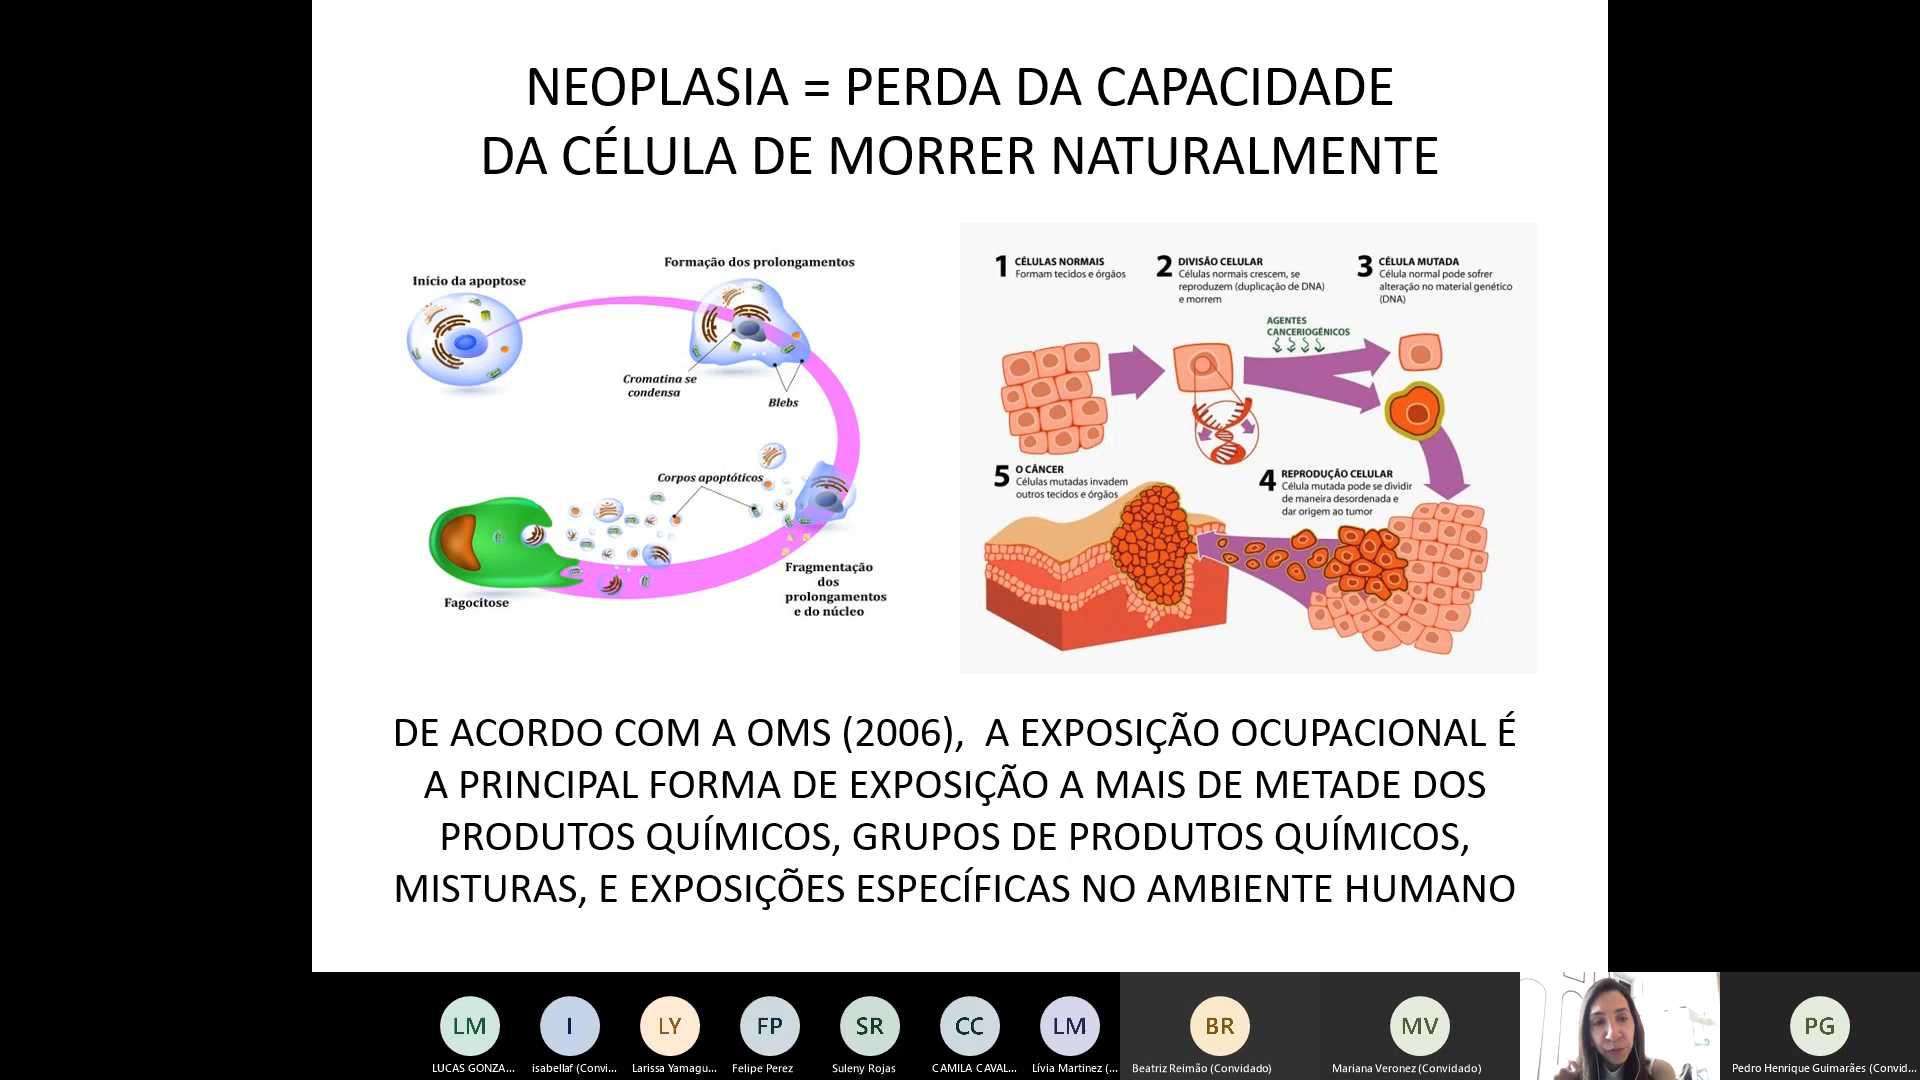 NEOPLASIA = PERDA DA CAPACIDADE
DA CÉLULA DE MORRER NATURALMENTE
Início da apoptose
Formação dos prolongamentos
Cromatina se
condensa
Blebs
Corpos apoptóticos
Fragmentação
dos
prolongamentos
e do núcleo
Fagocitose
1 CÉLULAS NORMAIS
Formam tecidos e órgãos
2 DIVISÃO CELULAR
Células normais crescem, se
reproduzem (duplicação de DNA)
e morrem
3 CÉLULA MUTADA
Célula normal pode sofrer
alteração no material genético
(DNA)
AGENTES
CANCERIOGÊNICOS
4 REPRODUÇÃO CELULAR
Célula mutada pode se dividir
de maneira desordenada e
dar origem ao tumor
5 O CÂNCER
Células mutadas invadem
outros tecidos e órgãos
DE ACORDO COM A OMS (2006), A EXPOSIÇÃO OCUPACIONAL É
A PRINCIPAL FORMA DE EXPOSIÇÃO A MAIS DE METADE DOS
PRODUTOS QUÍMICOS, GRUPOS DE PRODUTOS QUÍMICOS,
MISTURAS, E EXPOSIÇÕES ESPECÍFICAS NO AMBIENTE HUMANO
LM I LY FP SR CC LM BR MV PG
LUCAS GONZA... isabellaf (Convi... Larissa Yamagu... Felipe Perez Suleny Rojas CAMILA CAVAL... Lívia Martinez (... Beatriz Reimão (Convidado) Mariana Veronez (Convidado) Pedro Henrique Guimarães (Convid...